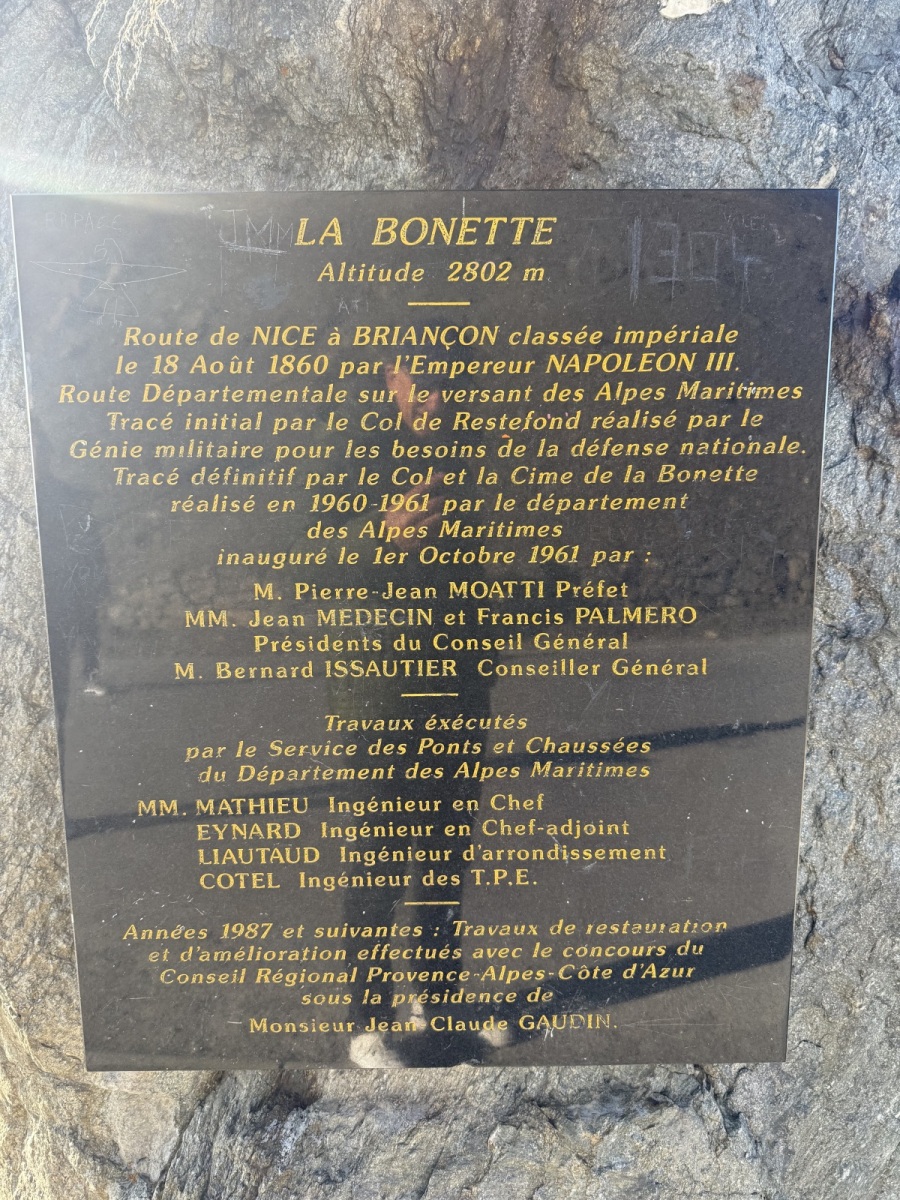 LA BONETTE
Altitude 2802 m
Route de NICE à BRIANÇON classée impériale
le 18 Août 1860 par l'Empereur NAPOLEON III.
Route Départementale sur le versant des Alpes Maritimes
Tracé initial par le Col de Restefond réalisé par le
Génie militaire pour les besoins de la défense nationale.
Tracé définitif par le Col et la Cime de la Bonette
réalisé en 1960-1961 par le département
des Alpes Maritimes
inauguré le 1er Octobre 1961 par :
M. Pierre-Jean MOATTI Préfet
MM. Jean MEDECIN et Francis PALMERO
Présidents du Conseil Général
M. Bernard ISSAUTIER Conseiller Général
Travaux éxécutés
par le Service des Ponts et Chaussées
du Département des Alpes Maritimes
MM. MATHIEU Ingénieur en Chef
EYNARD Ingénieur en Chef-adjoint
LIAUTAUD Ingénieur d'arrondissement
COTEL Ingénieur des T.P.E.
Années 1987 et suivantes : Travaux de restauration
et d'amélioration effectués avec le concours du
Conseil Régional Provence-Alpes-Côte d'Azur
sous la présidence de
Monsieur Jean-Claude GAUDIN.